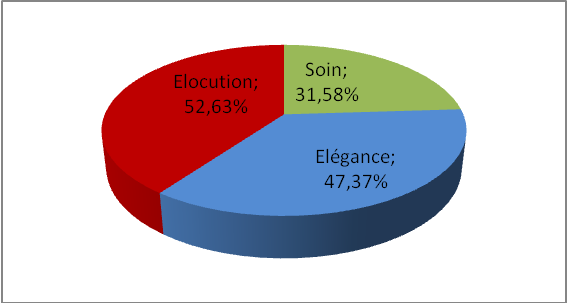 Elocution;
52,63%
Soin;
31,58%
Elégance;
47,37%